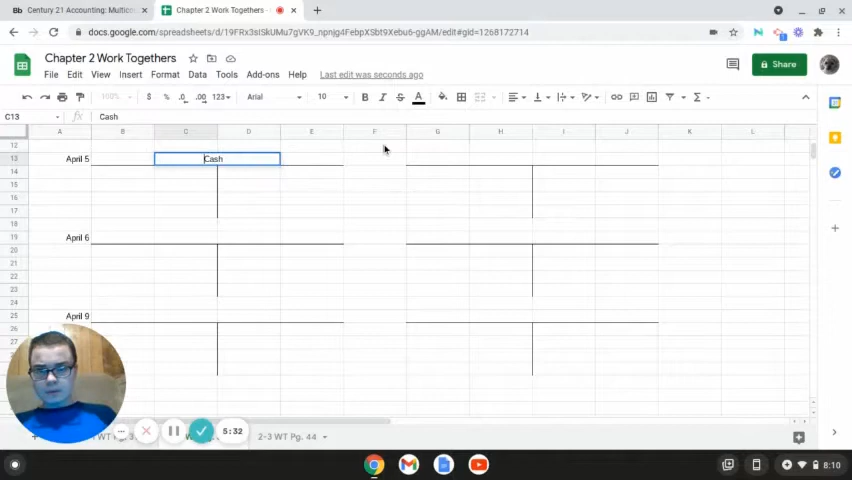 Bb Century 21 Accounting: Multicol
Chapter 2 Work Togethers -
docs.google.com/spreadsheets/d/19FRx3sISkUMu7gVK9_npnjg4FebpXSbt9Xebu6-ggAM/edit#gid=1268172714
Chapter 2 Work Togethers
File Edit View Insert Format Data Tools Add-ons Help Last edit was seconds ago
Share
100% $ % .0 .00 123 Arial 10 B I S A
C13 fx Cash
A B C D E F G H I J K L
12
13 April 5 Cash
14
15
16
17
18
19 April 6
20
21
22
23
24
25 April 9
26
27
5:32
WT Pg. 3
2-3 WT Pg. 44
8:10